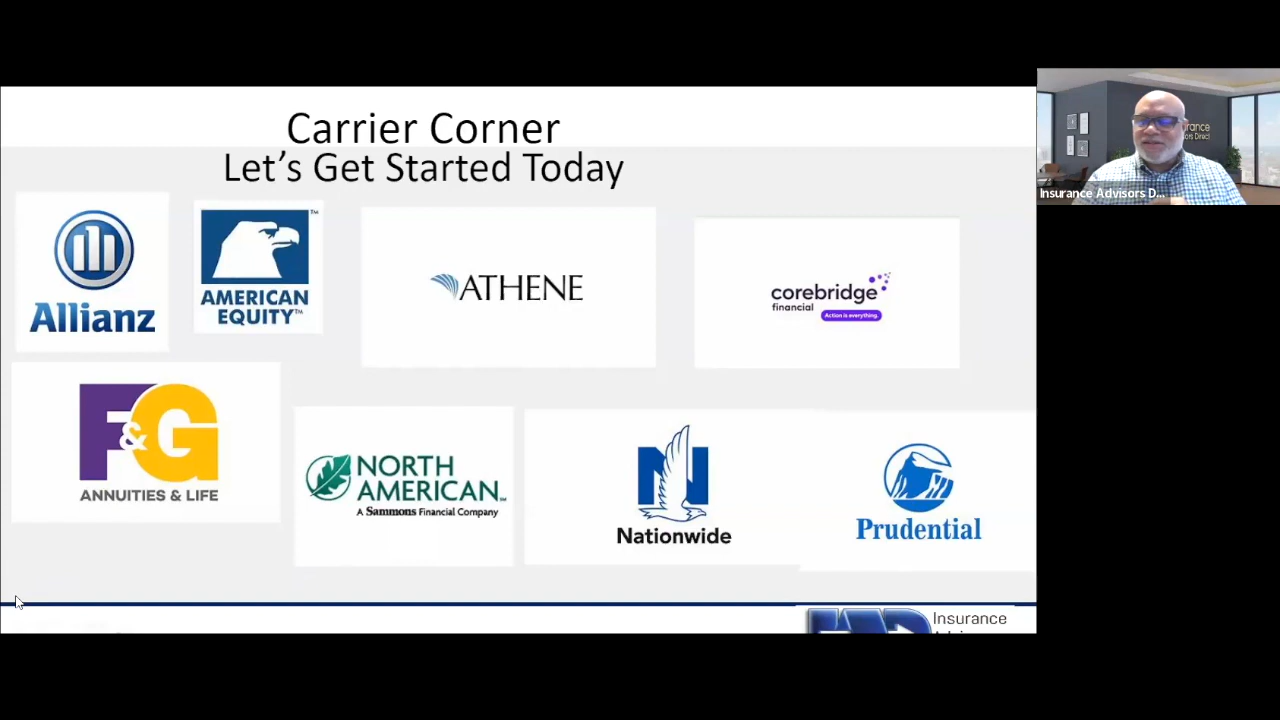 Carrier Corner
Let's Get Started Today
Allianz
AMERICAN
EQUITY™
ATHENE
corebridge
financial
Action is everything.
F&G
ANNUITIES & LIFE
NORTH
AMERICAN
A Sammons Financial Company
N
Nationwide
Prudential
Insurance
Insurance Advisors D...